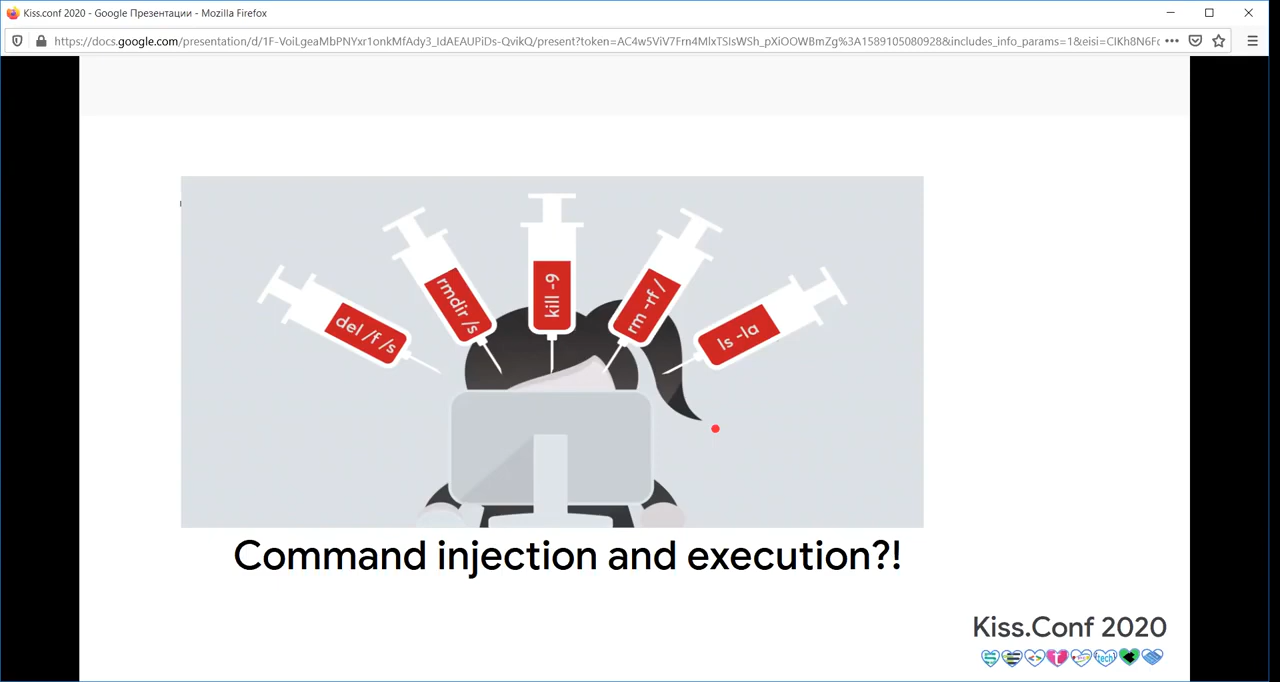 Kiss.conf 2020 - Google Презентации - Mozilla Firefox
https://docs.google.com/presentation/d/1F-VoiLgeaMbPNYxr1onkMfAdy3_IdAEAUPiDs-QvikQ/present?token=AC4w5ViV7Frn4MlxTSIsWSh_pXiOOWBmZg%3A1589105080928&includes_info_params=1&eisi=CIKh8N6Fc
del /f /s
rmdir /s
kill -9
rm -rf /
ls -la
Command injection and execution?!
Kiss.Conf 2020
tech